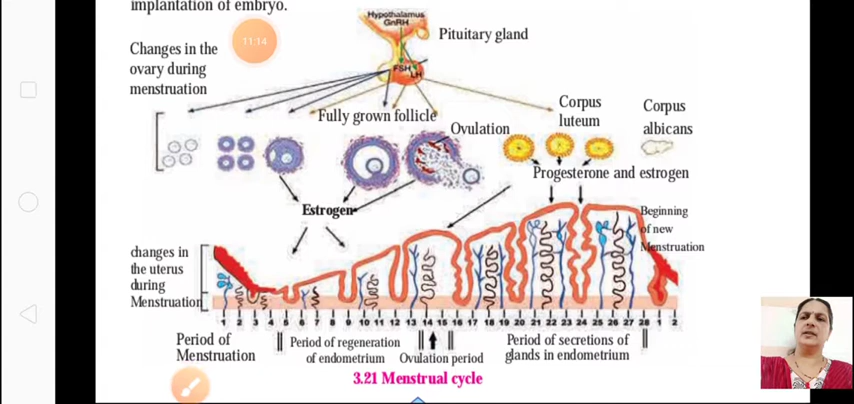 implantation of embryo.
Hypothalamus
GnRH
11:14
Pituitary gland
Changes in the
ovary during
menstruation
FSH
LH
Fully grown follicle
Ovulation
Corpus
luteum
Corpus
albicans
Progesterone and estrogen
Estrogen
Beginning
of new
Menstruation
changes in
the uterus
during
Menstruation
1 2 3 4 5 6 7 8 9 10 11 12 13 14 15 16 17 18 19 20 21 22 23 24 25 26 27 28 1 2
Period of
Menstruation
Period of regeneration
of endometrium
Ovulation period
Period of secretions of
glands in endometrium
3.21 Menstrual cycle